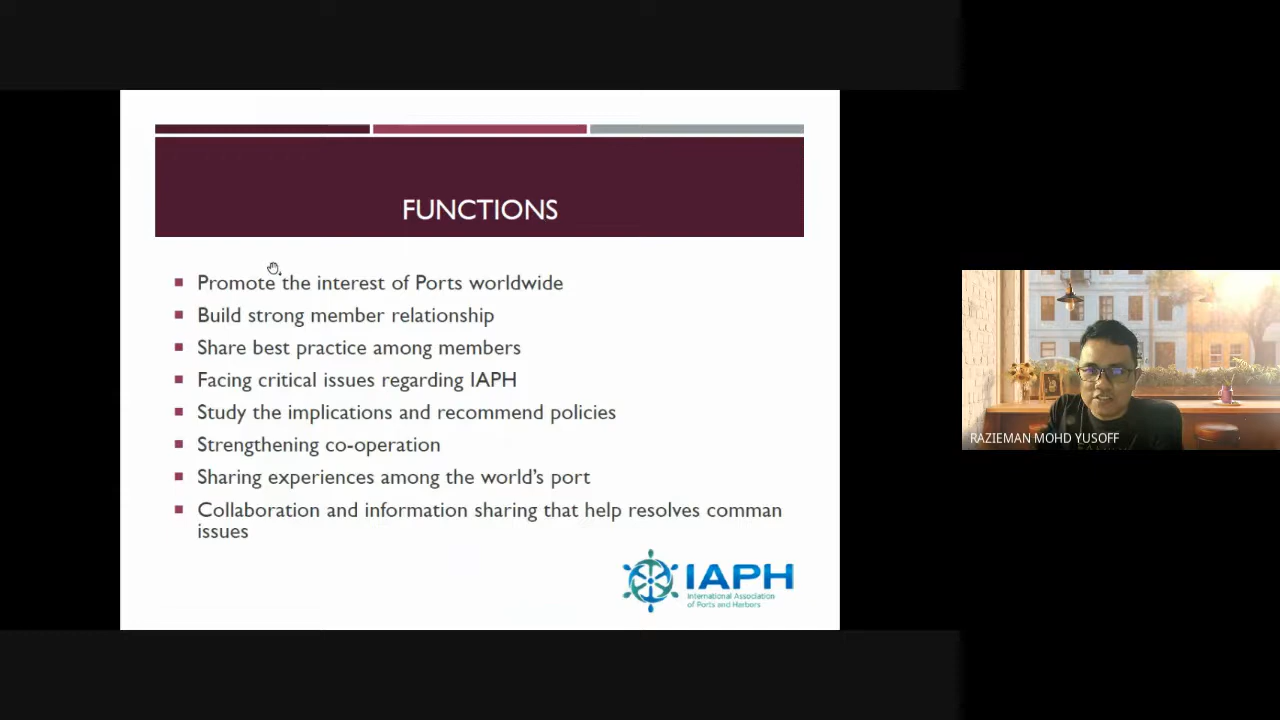 FUNCTIONS
Promote the interest of Ports worldwide
Build strong member relationship
Share best practice among members
Facing critical issues regarding IAPH
Study the implications and recommend policies
Strengthening co-operation
Sharing experiences among the world's port
Collaboration and information sharing that help resolves comman
issues
IAPH
International Association
of Ports and Harbors
RAZIEMAN MOHD YUSOFF